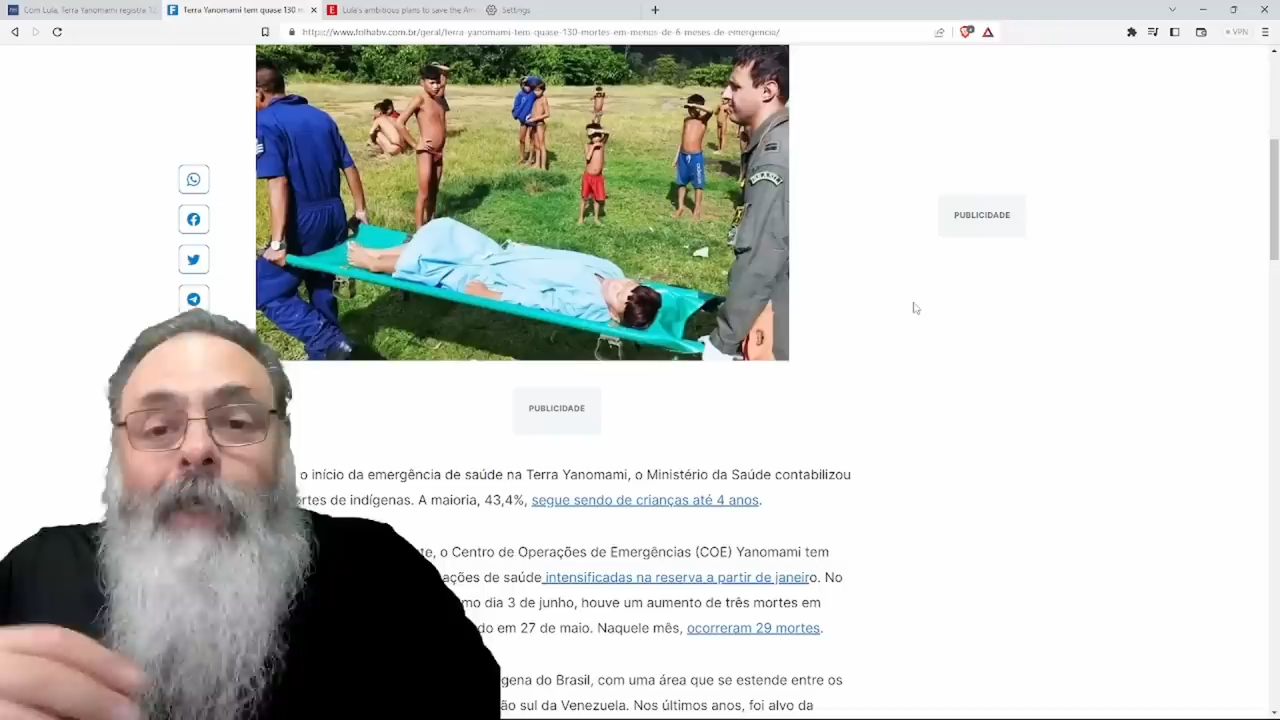 Com Lula, Terra Yanomami registra
Terra Yanomami tem quase 130 m
Lula's ambitious plans to save the Am
Settings
https://www.folhabv.com.br/geral/terra-yanomami-tem-quase-130-mortes-em-menos-de-6-meses-de-emergencia/
VPN
PUBLICIDADE
PUBLICIDADE
o início da emergência de saúde na Terra Yanomami, o Ministério da Saúde contabilizou
rtes de indígenas. A maioria, 43,4%, segue sendo de crianças até 4 anos.
te, o Centro de Operações de Emergências (COE) Yanomami tem
ações de saúde intensificadas na reserva a partir de janeiro. No
mo dia 3 de junho, houve um aumento de três mortes em
do em 27 de maio. Naquele mês, ocorreram 29 mortes.
gena do Brasil, com uma área que se estende entre os
ão sul da Venezuela. Nos últimos anos, foi alvo da